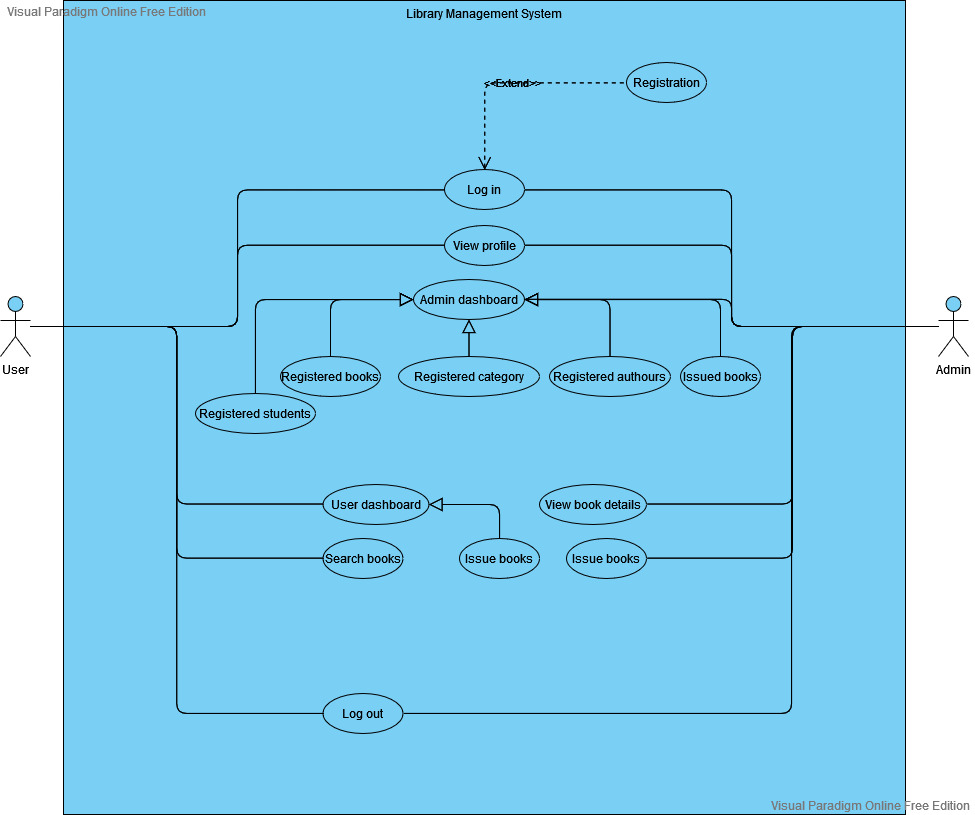 Visual Paradigm Online Free Edition
Library Management System
<<Extend>>
Registration
Log in
View profile
Admin dashboard
User
Admin
Registered books
Registered category
Registered authours
Issued books
Registered students
User dashboard
View book details
Search books
Issue books
Issue books
Log out
Visual Paradigm Online Free Edition